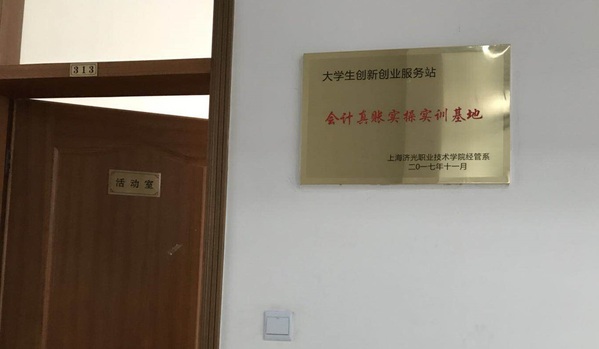 313
活动室
大学生创新创业服务站
会计真账实操实训基地
上海济光职业技术学院经管系
二0一七年十一月